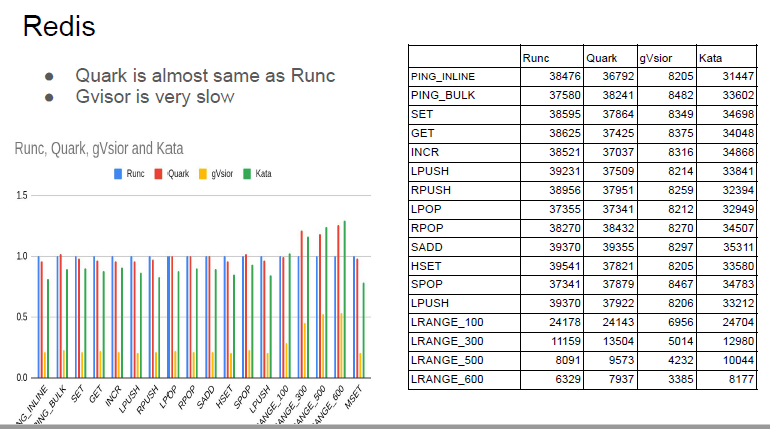 Redis
● Quark is almost same as Runc
● Gvisor is very slow
Runc, Quark, gVsior and Kata
Runc Quark gVsior Kata
1.5
1.0
0.5
0.0
NG_INLINE PING_BULK SET GET INCR LPUSH RPUSH LPOP RPOP SADD HSET SPOP LPUSH ANGE_100 ANGE_300 ANGE_500 ANGE_600 MSET
Runc Quark gVsior Kata
PING_INLINE 38476 36792 8205 31447
PING_BULK 37580 38241 8482 33602
SET 38595 37864 8349 34698
GET 38625 37425 8375 34048
INCR 38521 37037 8316 34868
LPUSH 39231 37509 8214 33841
RPUSH 38956 37951 8259 32394
LPOP 37355 37341 8212 32949
RPOP 38270 38432 8270 34507
SADD 39370 39355 8297 35311
HSET 39541 37821 8205 33580
SPOP 37341 37879 8467 34783
LPUSH 39370 37922 8206 33212
LRANGE_100 24178 24143 6956 24704
LRANGE_300 11159 13504 5014 12980
LRANGE_500 8091 9573 4232 10044
LRANGE_600 6329 7937 3385 8177